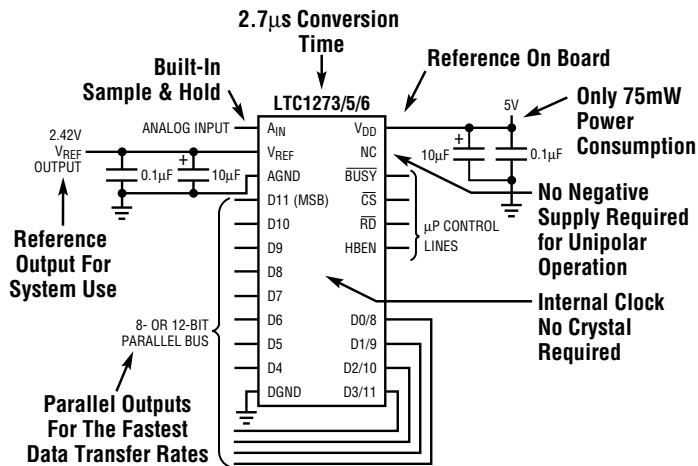 2.7µs Conversion
Time
Built-In
Sample & Hold
Reference On Board
LTC1273/5/6
5V
Only 75mW
Power
Consumption
ANALOG INPUT
AIN
VDD
2.42V
VREF
OUTPUT
VREF
NC
0.1µF
10µF
10µF
0.1µF
AGND
BUSY
D11 (MSB)
CS
D10
RD
D9
HBEN
µP CONTROL
LINES
No Negative
Supply Required
for Unipolar
Operation
Reference
Output For
System Use
D8
D7
Internal Clock
No Crystal
Required
8- OR 12-BIT
PARALLEL BUS
D6
D0/8
D5
D1/9
D4
D2/10
DGND
D3/11
Parallel Outputs
For The Fastest
Data Transfer Rates